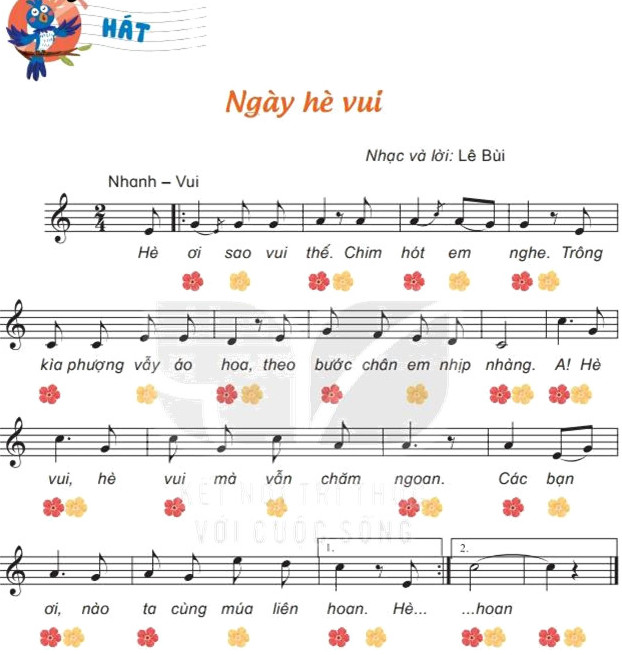 HÁT
Ngày hè vui
Nhạc và lời: Lê Bùi
Nhanh – Vui
2
4
Hè ơi sao vui thế. Chim hót em nghe. Trông
kìa phượng vẫy áo hoa, theo bước chân em nhịp nhàng. A! Hè
vui, hè vui mà vẫn chăm ngoan. Các bạn
KẾT NỐI TRI THỨC
VỚI CUỘC SỐNG
1. 2.
ơi, nào ta cùng múa liên hoan. Hè... ...hoan